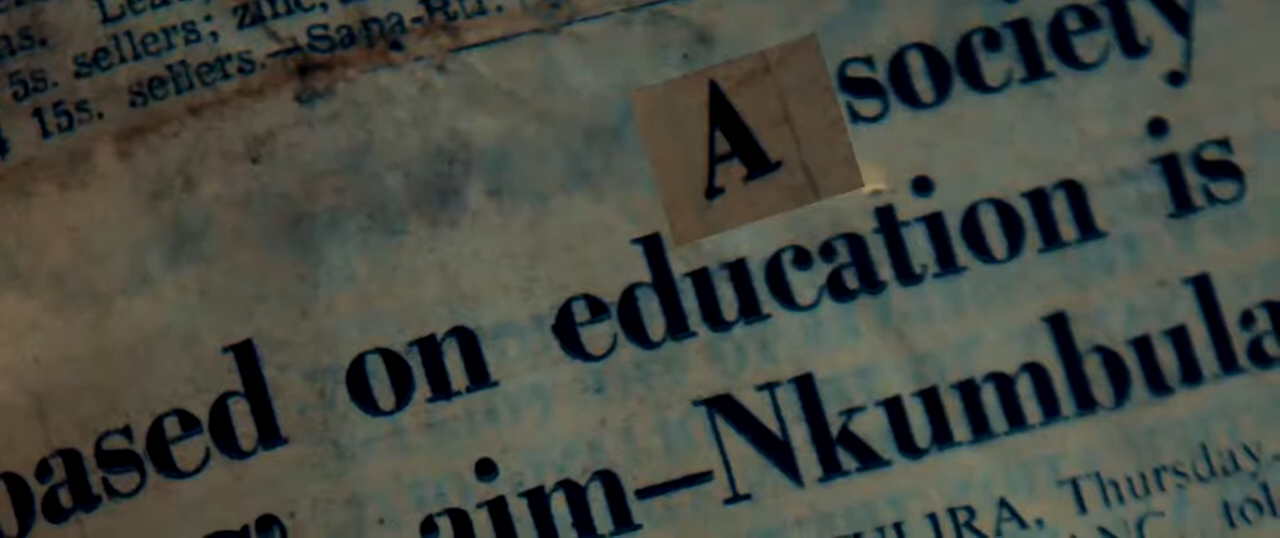 5s. sellers; zinc,
15s. sellers.—Sapa-Rtr.
A society
based on education is
aim—Nkumbula
Thursday.